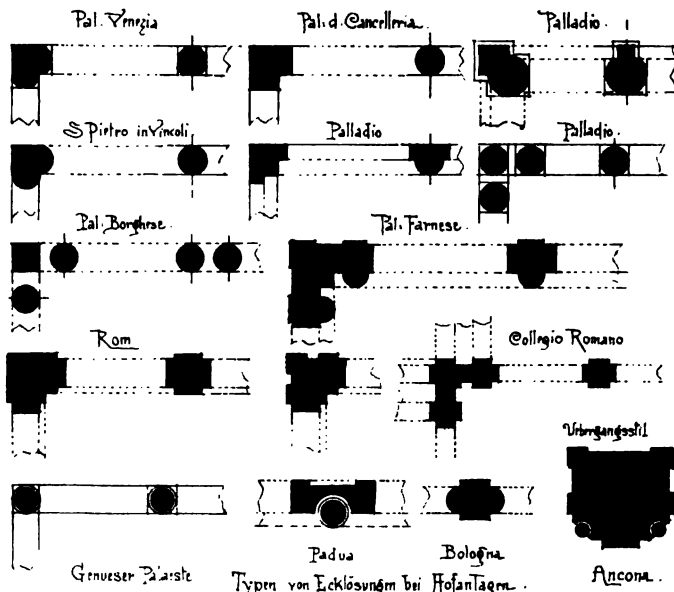 Pal. Venezia
Pal. d. Cancelleria.
Palladio.
S. Pietro in Vincoli.
Palladio
Palladio.
Pal. Borghese.
Pal. Farnese.
Rom
Collegio Romano
Übergangsstil
Padua
Bologna
Genueser Paläste
Typen von Ecklösungen bei Hofanlagen.
Ancona.